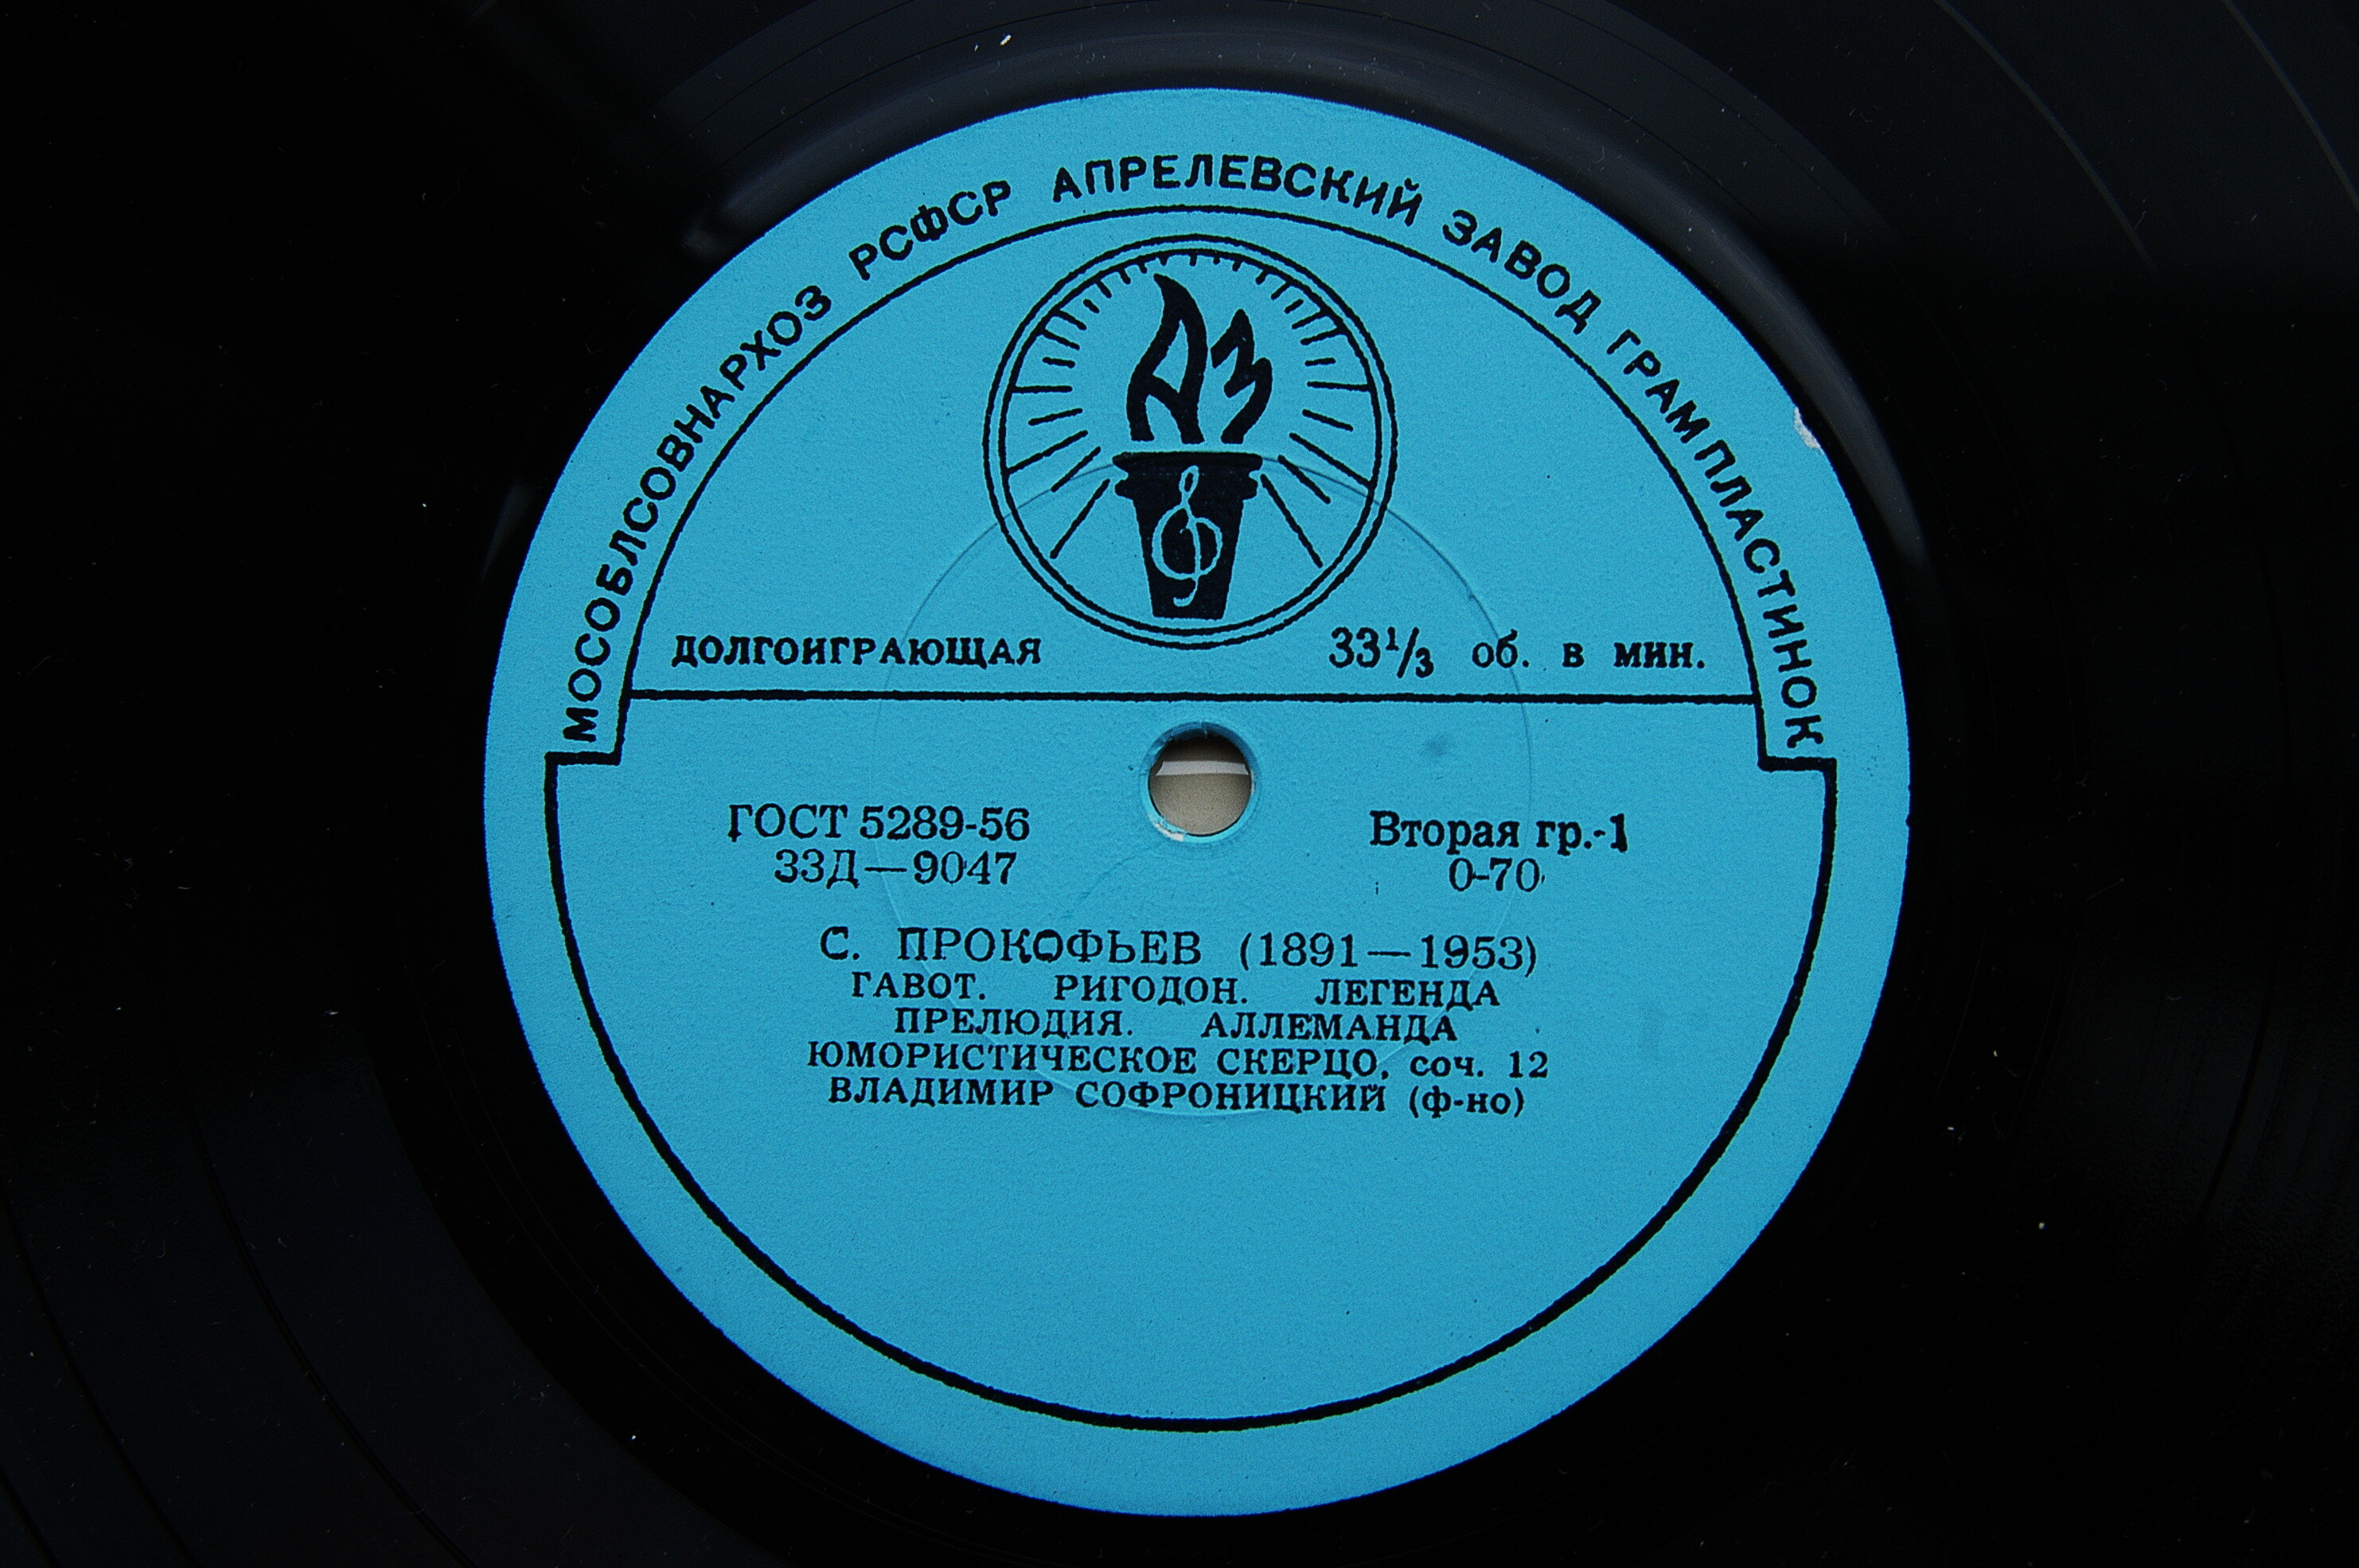 МОСОБЛСОВНАРХОЗ РСФСР АПРЕЛЕВСКИЙ ЗАВОД ГРАМПЛАСТИНОК
АЗ
ДОЛГОИГРАЮЩАЯ 33⅓ об. в мин.
ГОСТ 5289-56 Вторая гр.-1
33Д—9047 0-70
С. ПРОКОФЬЕВ (1891—1953)
ГАВОТ. РИГОДОН. ЛЕГЕНДА
ПРЕЛЮДИЯ. АЛЛЕМАНДА
ЮМОРИСТИЧЕСКОЕ СКЕРЦО, соч. 12
ВЛАДИМИР СОФРОНИЦКИЙ (ф-но)